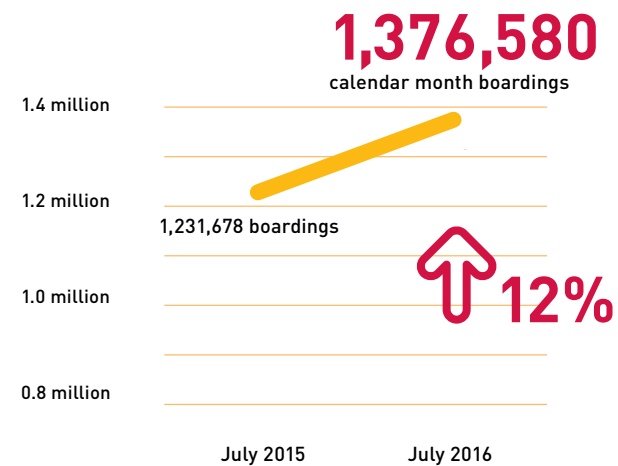 1,376,580
calendar month boardings
1.4 million
1.2 million
1,231,678 boardings
1.0 million
12%
0.8 million
July 2015 July 2016